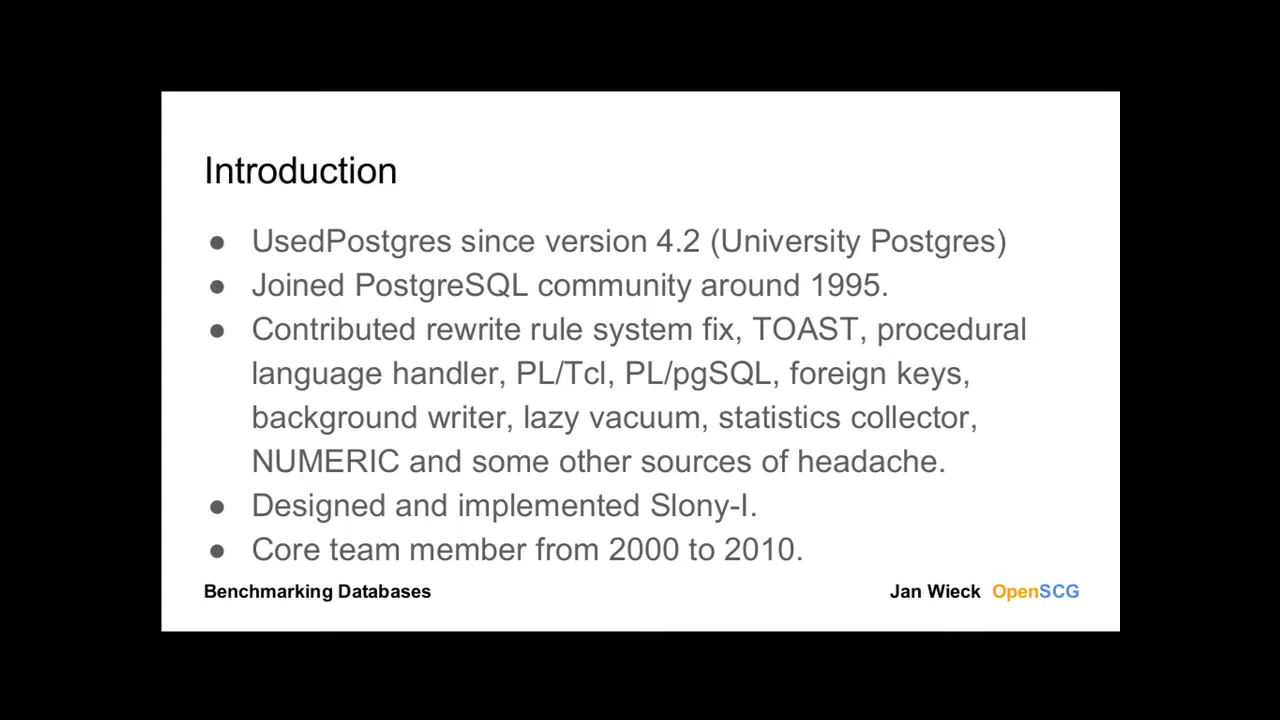 Introduction
● UsedPostgres since version 4.2 (University Postgres)
● Joined PostgreSQL community around 1995.
● Contributed rewrite rule system fix, TOAST, procedural
language handler, PL/Tcl, PL/pgSQL, foreign keys,
background writer, lazy vacuum, statistics collector,
NUMERIC and some other sources of headache.
● Designed and implemented Slony-I.
● Core team member from 2000 to 2010.
Benchmarking Databases
Jan Wieck OpenSCG